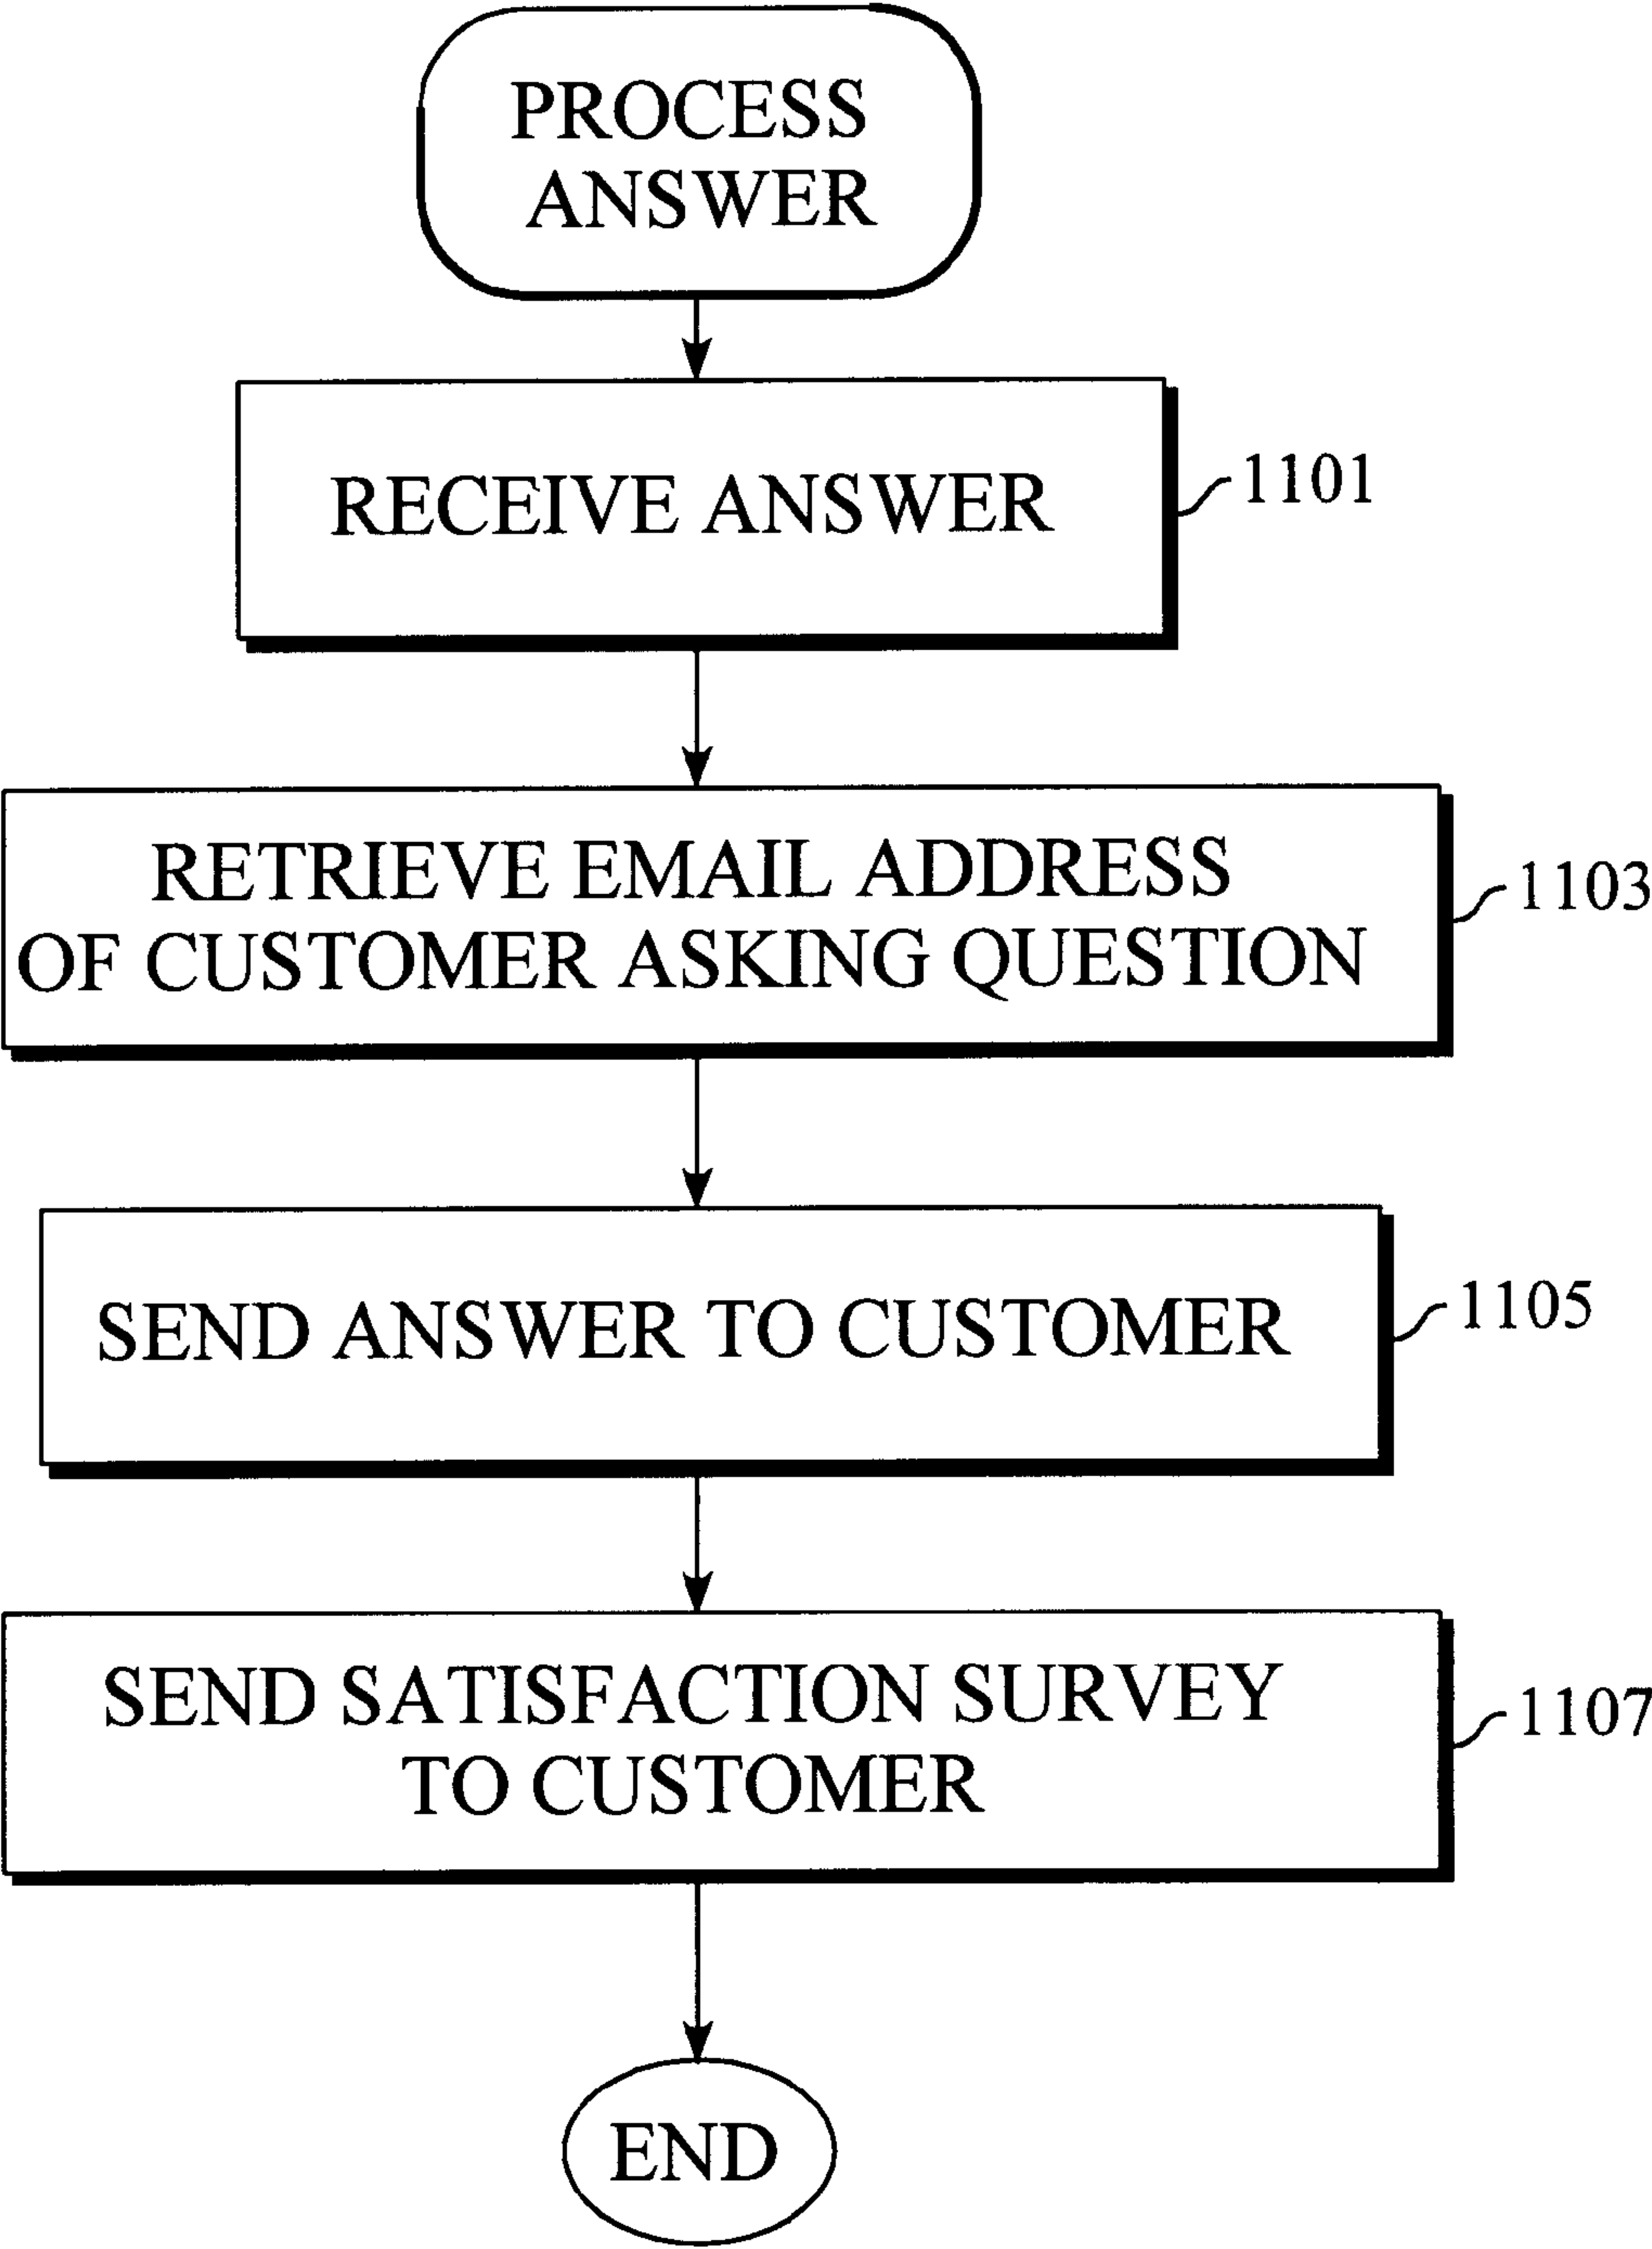 PROCESS
ANSWER
RECEIVE ANSWER
1101
RETRIEVE EMAIL ADDRESS
OF CUSTOMER ASKING QUESTION
1103
SEND ANSWER TO CUSTOMER
1105
SEND SATISFACTION SURVEY
TO CUSTOMER
1107
END